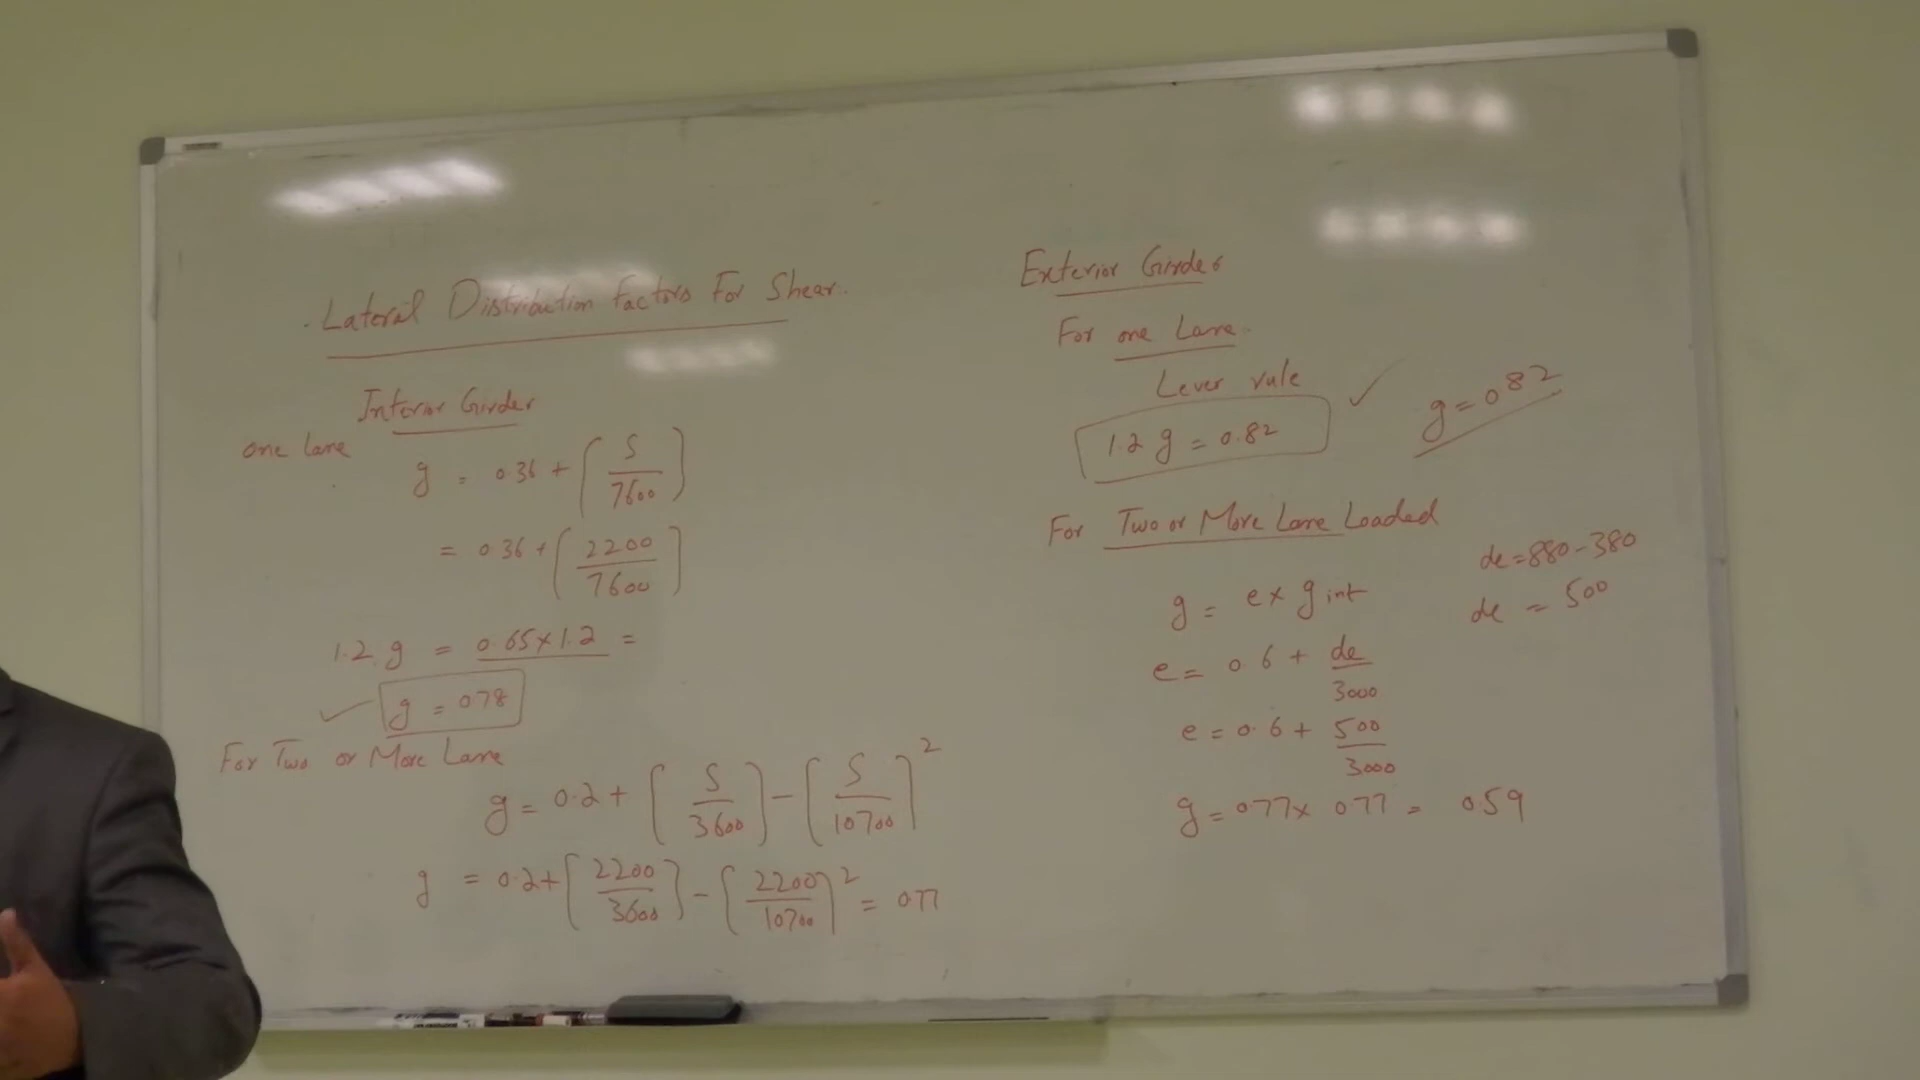 Lateral Distribution Factors For Shear.
Interior Girder
one lane
g = 0.36 + (S/7600)
= 0.36 + (2200/7600)
1.2 g = 0.65 x 1.2 =
g = 0.78
For Two or More Lane
g = 0.2 + (S/3600) - (S/10700)²
g = 0.2 + (2200/3600) - (2200/10700)² = 0.77
Exterior Girder
For one Lane.
Lever rule
1.2 g = 0.82
g = 0.82
For Two or More Lane Loaded
de = 880 - 380
de = 500
g = e x g int
e = 0.6 + de/3000
e = 0.6 + 500/3000
g = 0.77 x 0.77 = 0.59